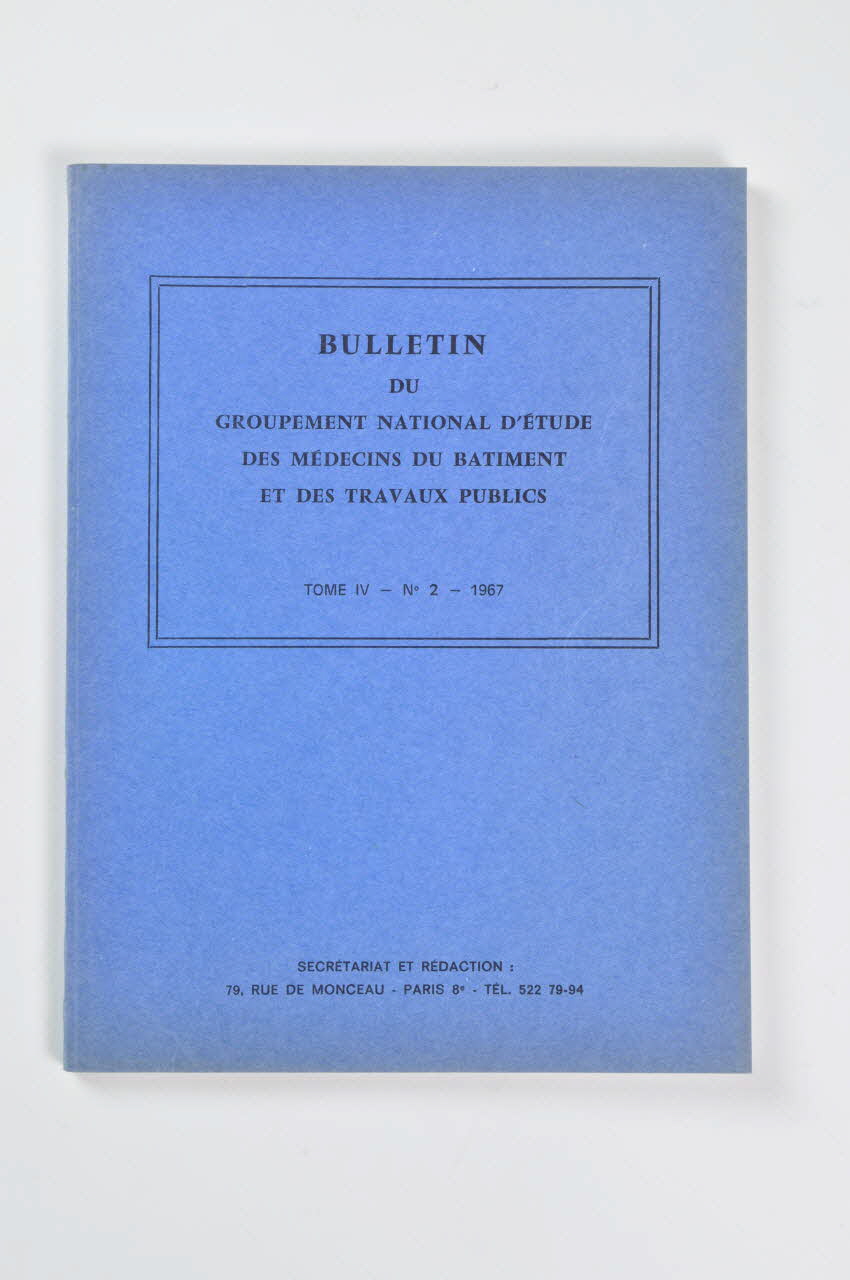 BULLETIN
DU
GROUPEMENT NATIONAL D'ÉTUDE
DES MÉDECINS DU BATIMENT
ET DES TRAVAUX PUBLICS
TOME IV — Nº 2 — 1967
SECRÉTARIAT ET RÉDACTION :
79, RUE DE MONCEAU - PARIS 8e - TÉL. 522 79-94